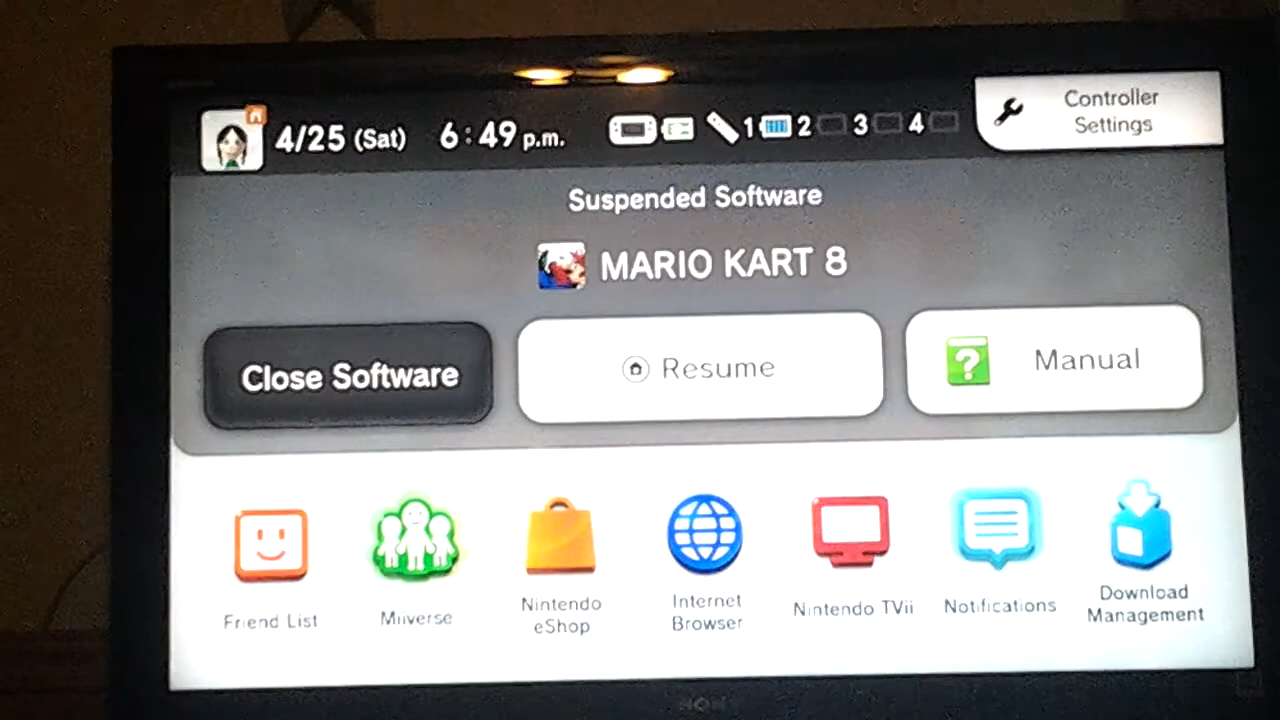 4/25 (Sat) 6:49 p.m. 1 2 3 4
Controller
Settings
Suspended Software
MARIO KART 8
Close Software
Resume
? Manual
Friend List
Miiverse
Nintendo
eShop
Internet
Browser
Nintendo TVii
Notifications
Download
Management